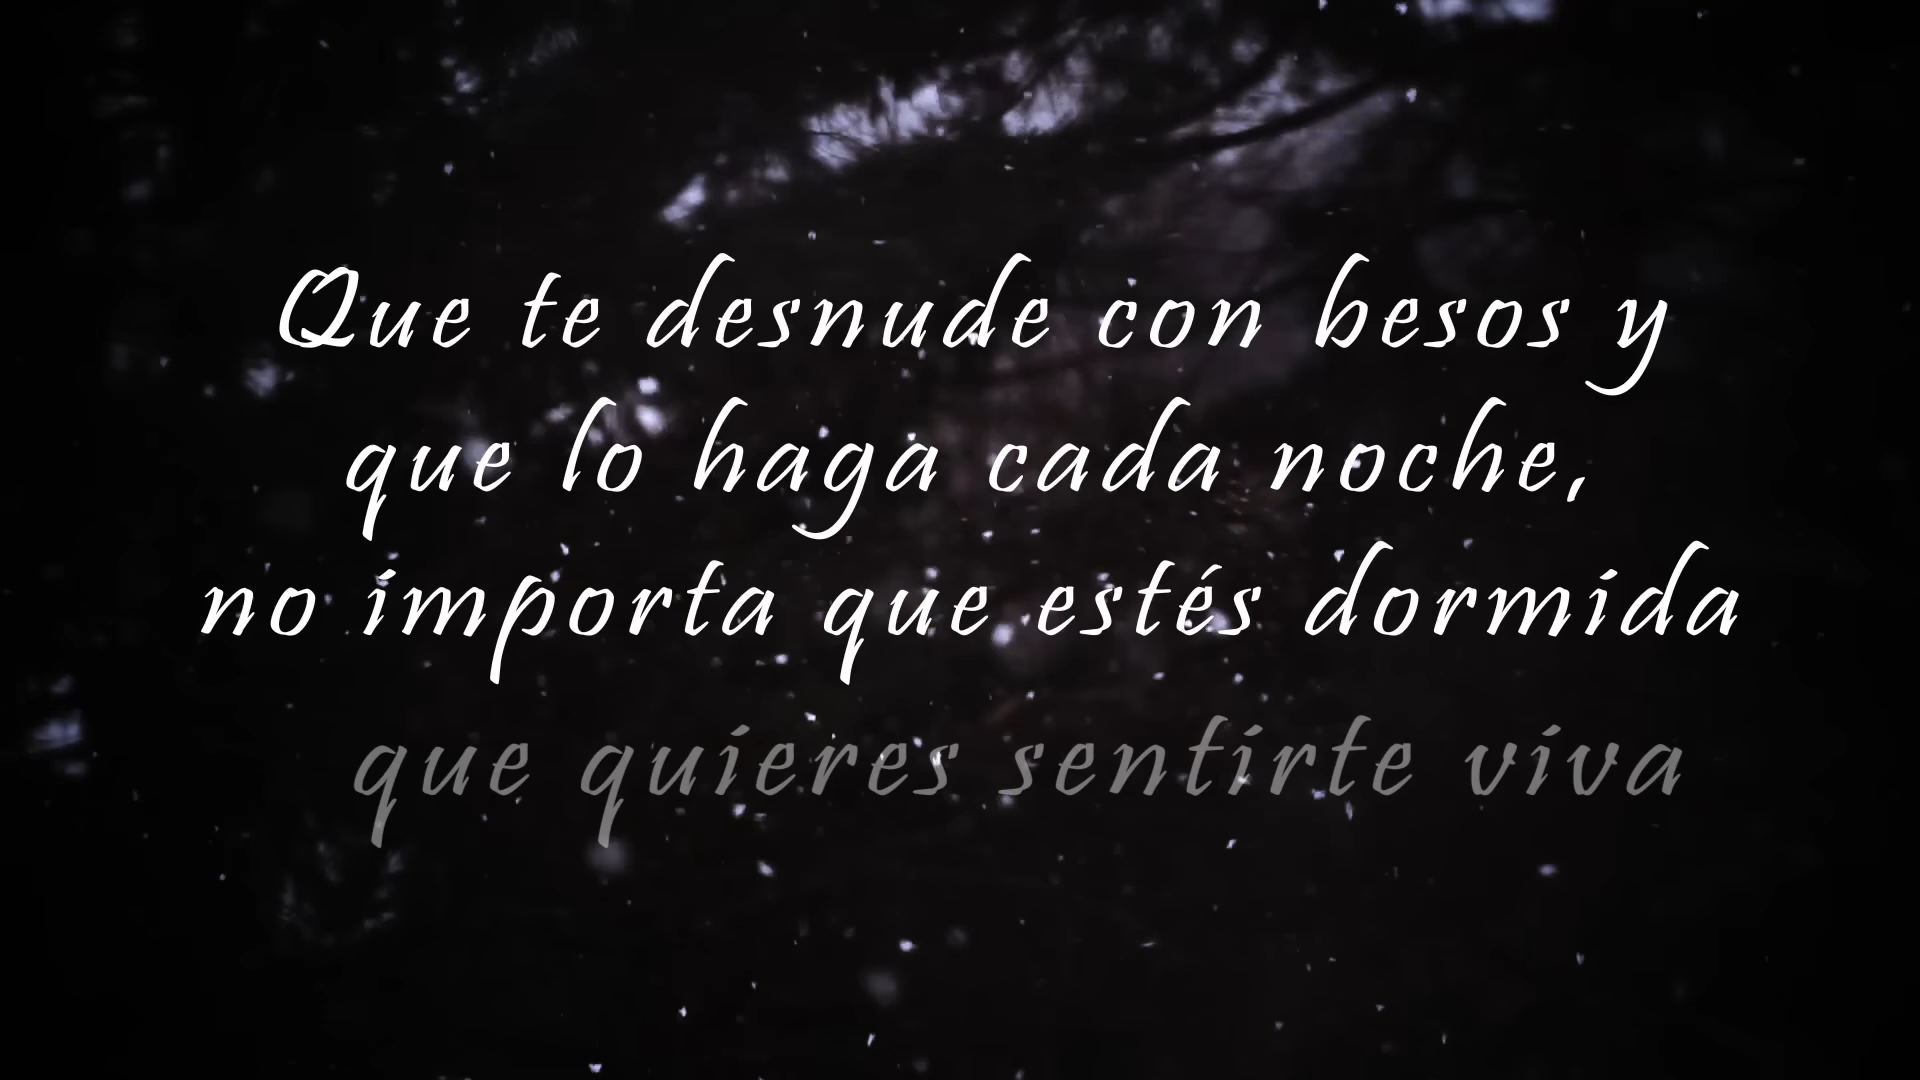 Que te desnude con besos y
que lo haga cada noche,
no importa que estés dormida
que quieres sentirte viva